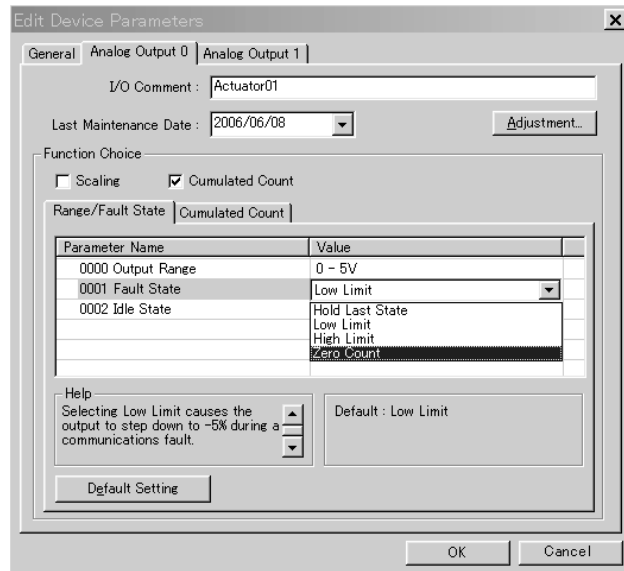 Edit Device Parameters
General Analog Output 0 Analog Output 1
I/O Comment : Actuator01
Last Maintenance Date : 2006/06/08 Adjustment...
Function Choice
Scaling Cumulated Count
Range/Fault State Cumulated Count
Parameter Name Value
0000 Output Range 0 - 5V
0001 Fault State Low Limit
0002 Idle State Hold Last State
Low Limit
High Limit
Zero Count
Help
Selecting Low Limit causes the
output to step down to -5% during a
communications fault.
Default : Low Limit
Default Setting
OK Cancel